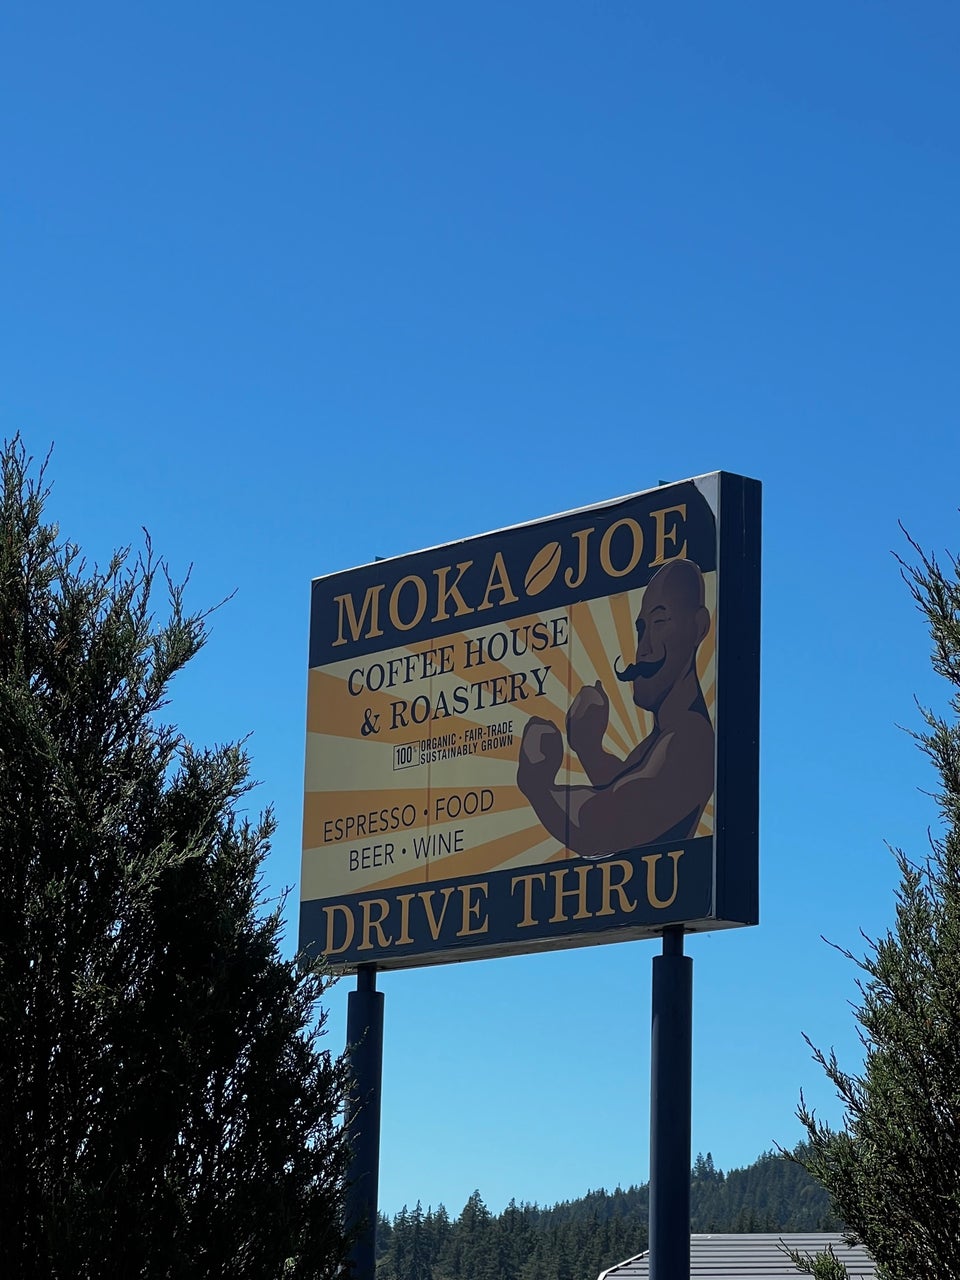 MOKA JOE
COFFEE HOUSE
& ROASTERY
100% ORGANIC • FAIR-TRADE
SUSTAINABLY GROWN
ESPRESSO • FOOD
BEER • WINE
DRIVE THRU